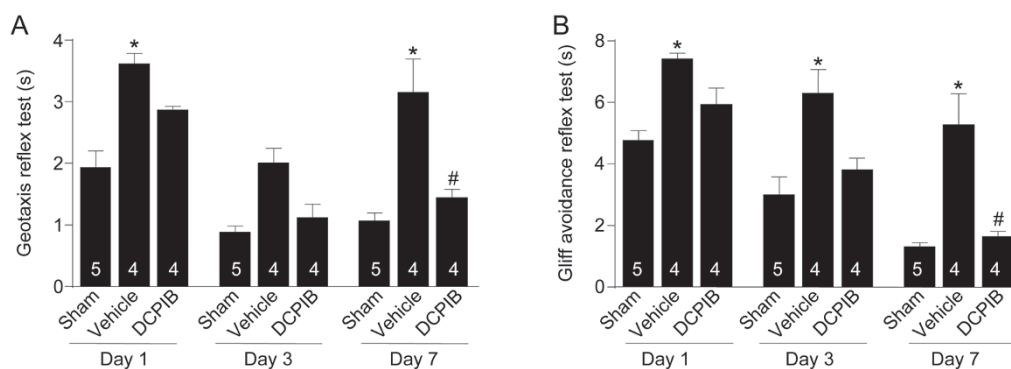 A
Geotaxis reflex test (s)
4
3
2
1
0
*
*
#
5
4
4
5
4
4
5
4
4
Sham
Vehicle
DCPIB
Sham
Vehicle
DCPIB
Sham
Vehicle
DCPIB
Day 1
Day 3
Day 7
B
Gliff avoidance reflex test (s)
8
6
4
2
0
*
*
*
#
5
4
4
5
4
4
5
4
4
Sham
Vehicle
DCPIB
Sham
Vehicle
DCPIB
Sham
Vehicle
DCPIB
Day 1
Day 3
Day 7